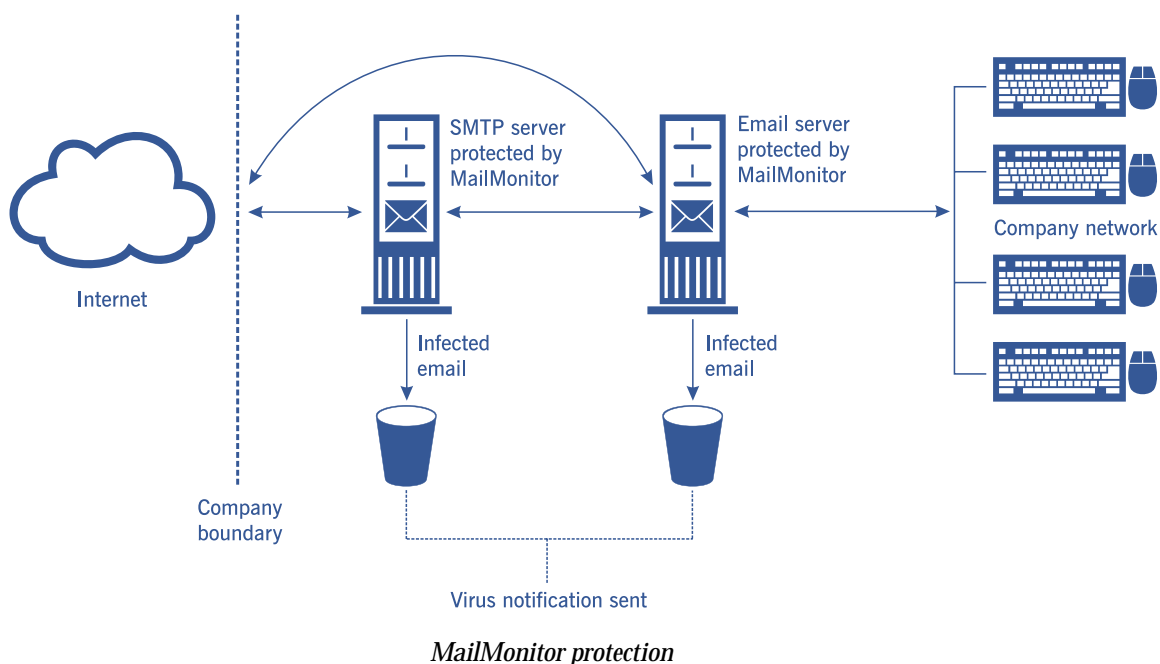 SMTP server
protected by
MailMonitor
Email server
protected by
MailMonitor
Company network
Internet
Infected
email
Infected
email
Company
boundary
Virus notification sent
MailMonitor protection